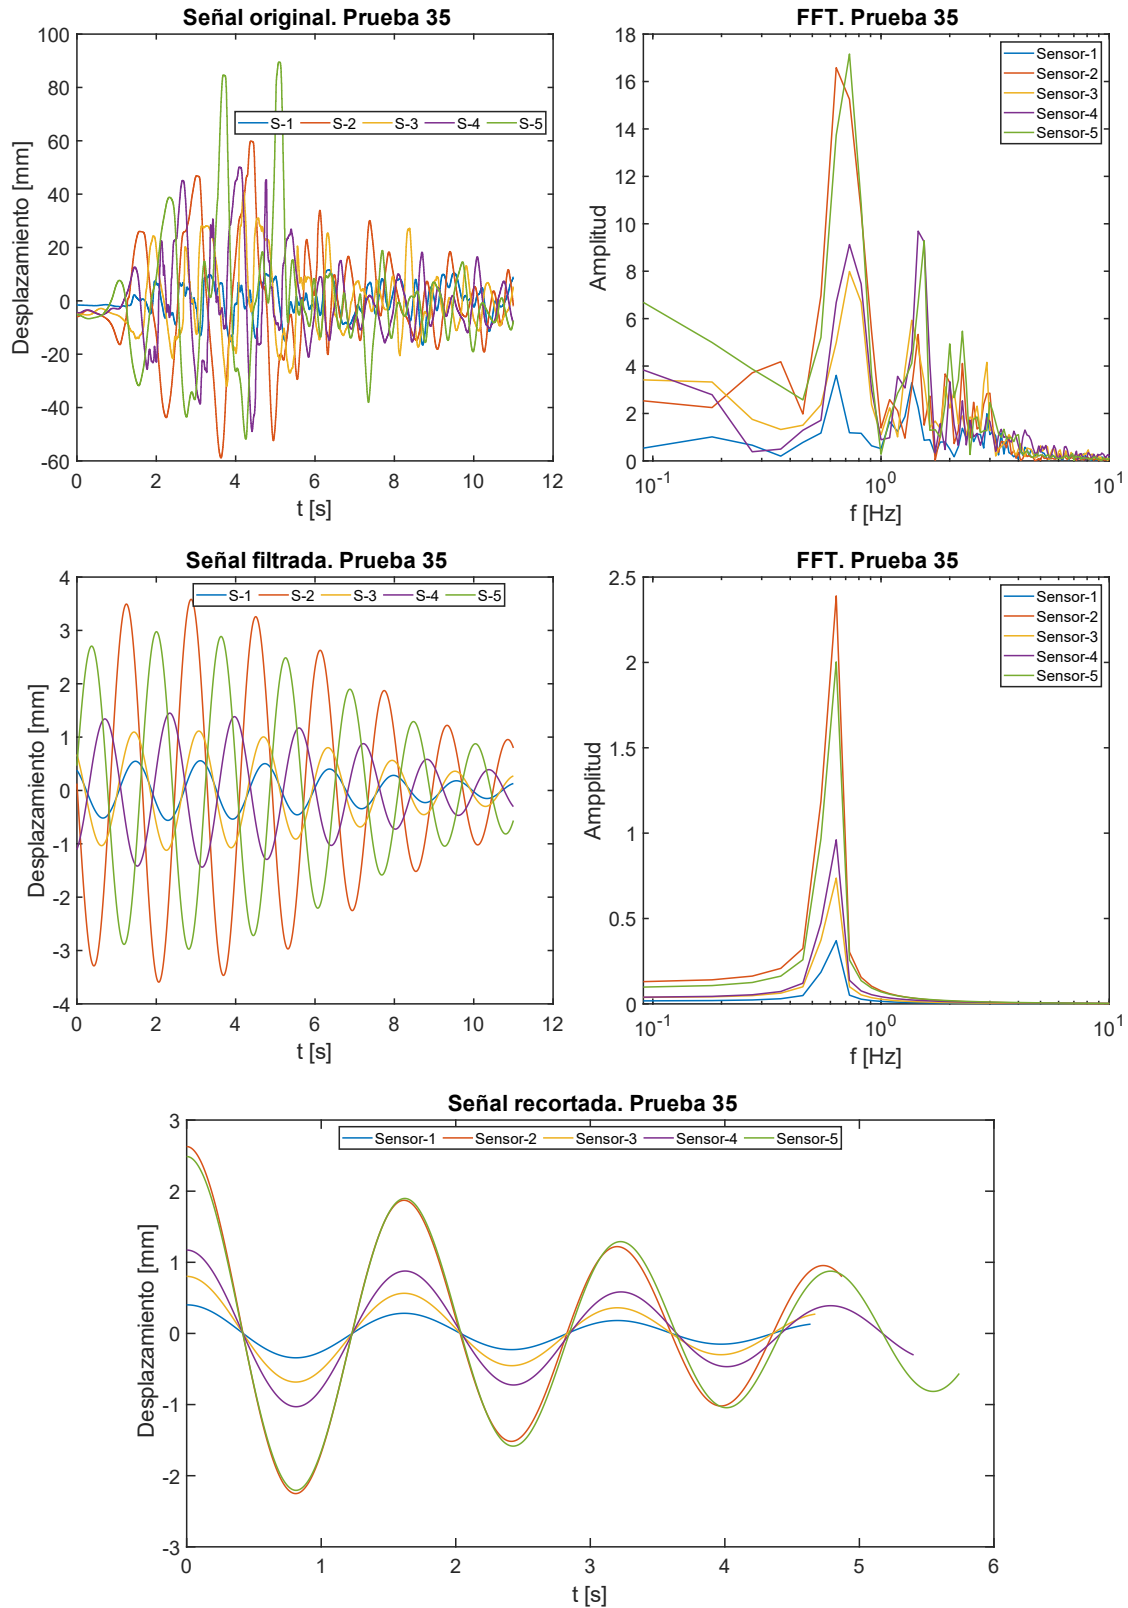 Señal original. Prueba 35
100
80
60
40
20
0
-20
-40
-60
0 2 4 6 8 10 12
Desplazamiento [mm]
t [s]
S-1 S-2 S-3 S-4 S-5
FFT. Prueba 35
18
16
14
12
10
8
6
4
2
0
10-1 100 101
Amplitud
f [Hz]
Sensor-1
Sensor-2
Sensor-3
Sensor-4
Sensor-5
Señal filtrada. Prueba 35
4
3
2
1
0
-1
-2
-3
-4
0 2 4 6 8 10 12
Desplazamiento [mm]
t [s]
S-1 S-2 S-3 S-4 S-5
FFT. Prueba 35
2.5
2
1.5
1
0.5
0
10-1 100 101
Ampplitud
f [Hz]
Sensor-1
Sensor-2
Sensor-3
Sensor-4
Sensor-5
Señal recortada. Prueba 35
3
2
1
0
-1
-2
-3
0 1 2 3 4 5 6
Desplazamiento [mm]
t [s]
Sensor-1 Sensor-2 Sensor-3 Sensor-4 Sensor-5